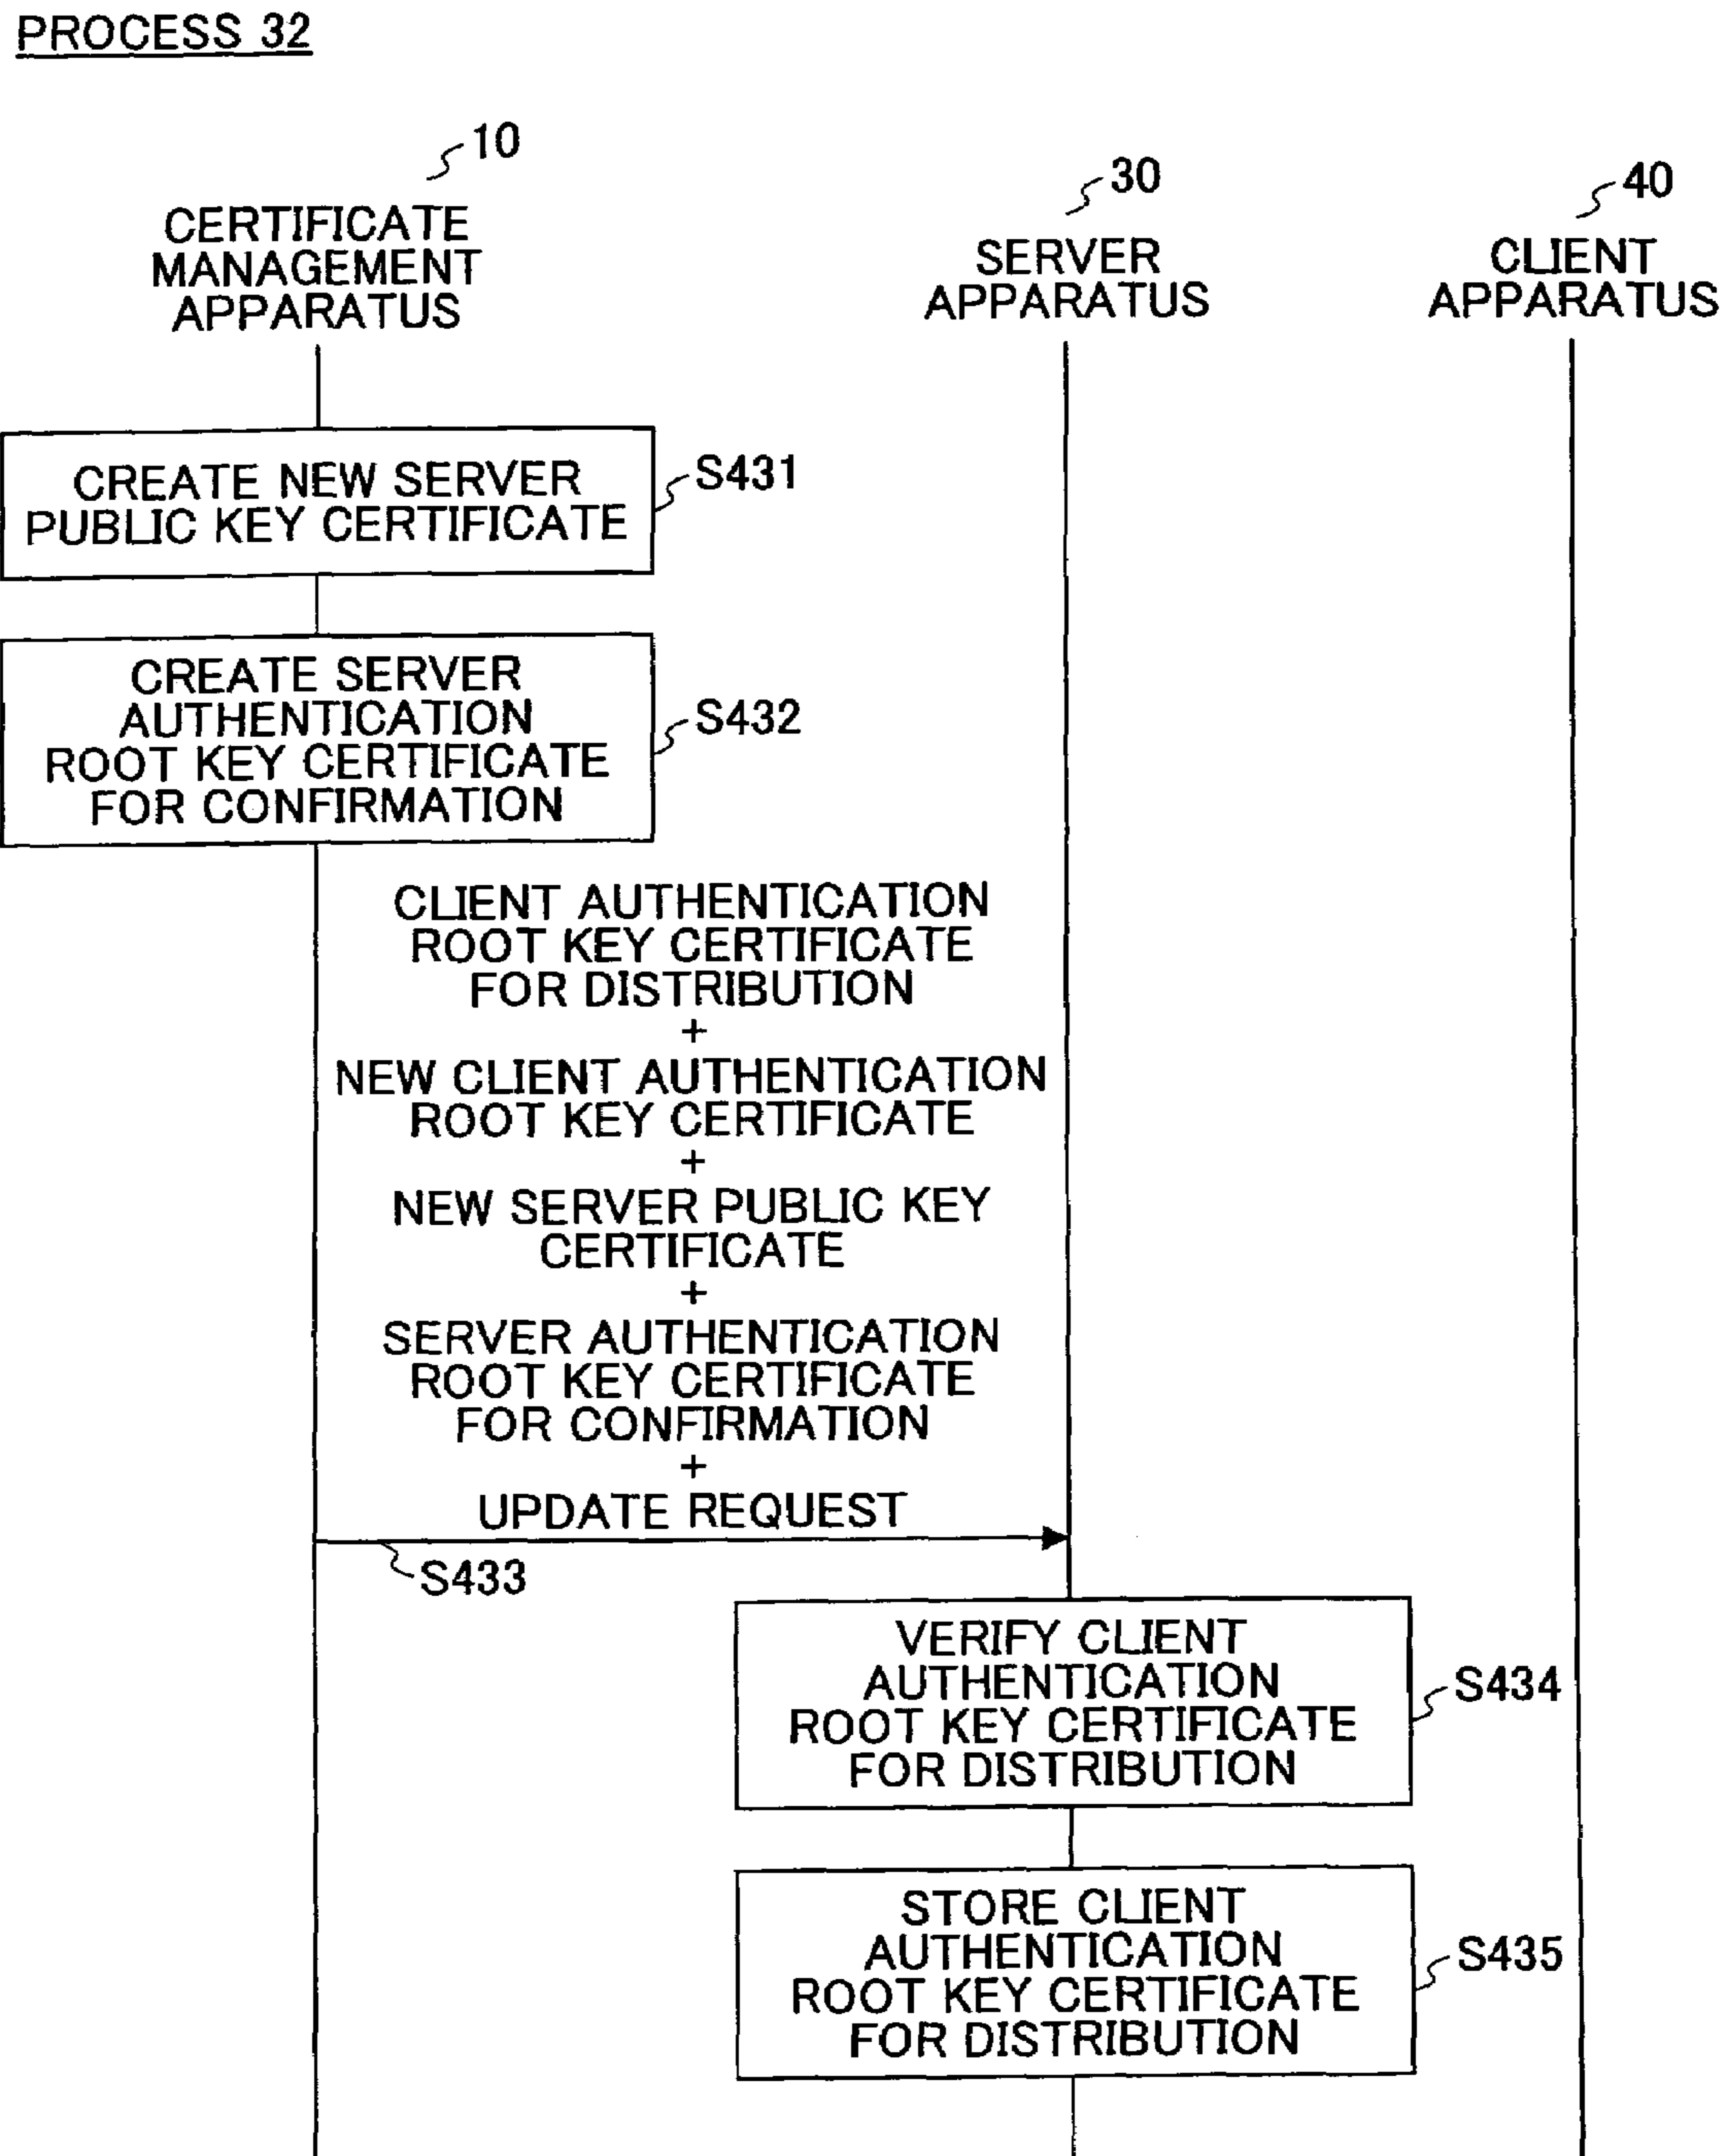 PROCESS 32
10
CERTIFICATE
MANAGEMENT
APPARATUS
30
SERVER
APPARATUS
40
CLIENT
APPARATUS
CREATE NEW SERVER
PUBLIC KEY CERTIFICATE
S431
CREATE SERVER
AUTHENTICATION
ROOT KEY CERTIFICATE
FOR CONFIRMATION
S432
CLIENT AUTHENTICATION
ROOT KEY CERTIFICATE
FOR DISTRIBUTION
+
NEW CLIENT AUTHENTICATION
ROOT KEY CERTIFICATE
+
NEW SERVER PUBLIC KEY
CERTIFICATE
+
SERVER AUTHENTICATION
ROOT KEY CERTIFICATE
FOR CONFIRMATION
+
UPDATE REQUEST
S433
VERIFY CLIENT
AUTHENTICATION
ROOT KEY CERTIFICATE
FOR DISTRIBUTION
S434
STORE CLIENT
AUTHENTICATION
ROOT KEY CERTIFICATE
FOR DISTRIBUTION
S435